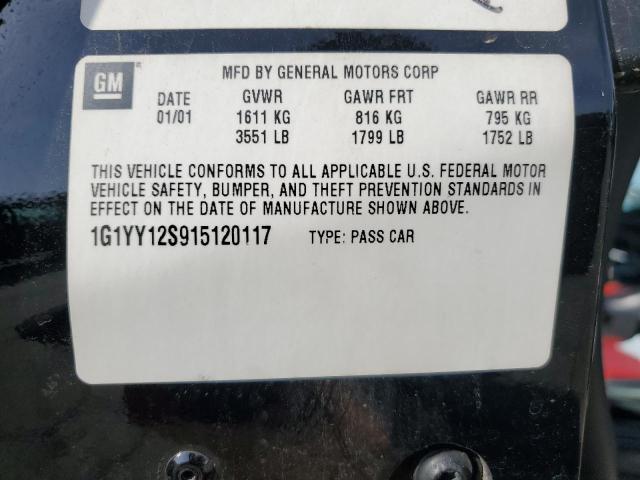 GM®
MFD BY GENERAL MOTORS CORP
DATE GVWR GAWR FRT GAWR RR
01/01 1611 KG 816 KG 795 KG
3551 LB 1799 LB 1752 LB
THIS VEHICLE CONFORMS TO ALL APPLICABLE U.S. FEDERAL MOTOR
VEHICLE SAFETY, BUMPER, AND THEFT PREVENTION STANDARDS IN
EFFECT ON THE DATE OF MANUFACTURE SHOWN ABOVE.
1G1YY12S915120117 TYPE: PASS CAR